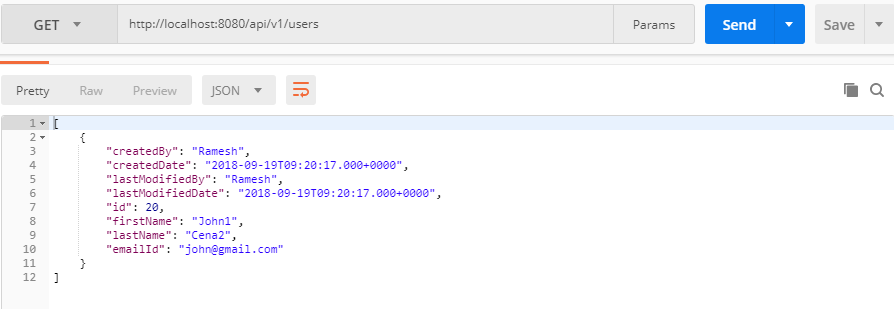 GET http://localhost:8080/api/v1/users Params Send Save
Pretty Raw Preview JSON
1 [
2 {
3 "createdBy": "Ramesh",
4 "createdDate": "2018-09-19T09:20:17.000+0000",
5 "lastModifiedBy": "Ramesh",
6 "lastModifiedDate": "2018-09-19T09:20:17.000+0000",
7 "id": 20,
8 "firstName": "John1",
9 "lastName": "Cena2",
10 "emailId": "john@gmail.com"
11 }
12 ]